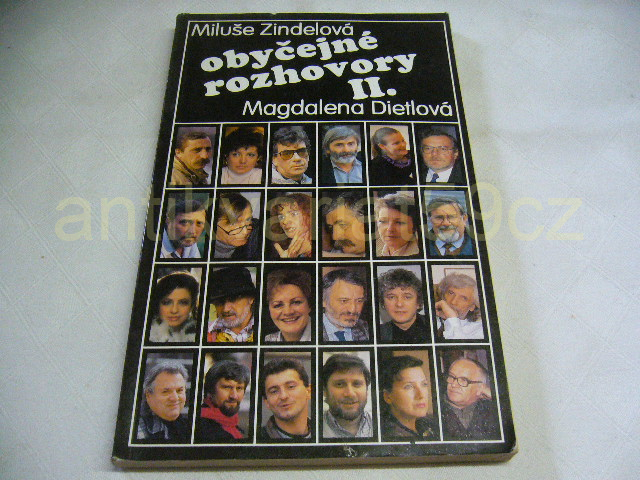 Miluše Zindelová
obyčejné
rozhovory
II.
Magdalena Dietlová